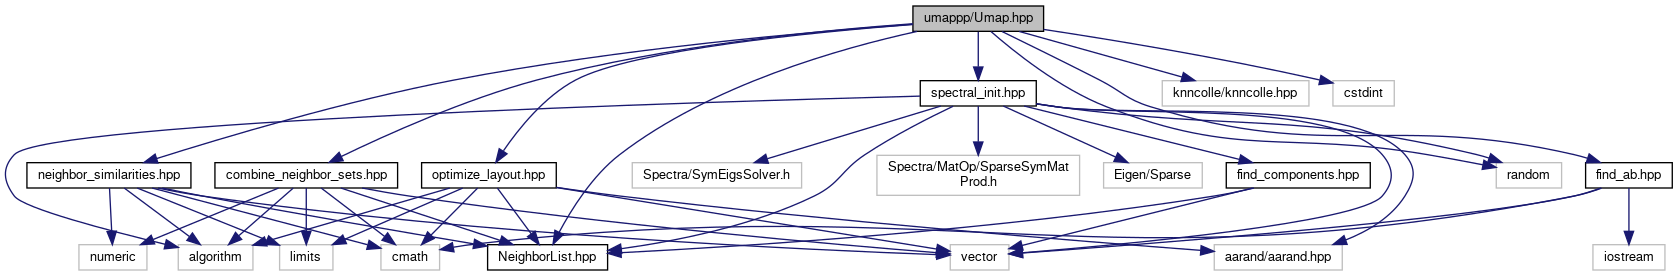 umappp/Umap.hpp
spectral_init.hpp
knncolle/knncolle.hpp
cstdint
neighbor_similarities.hpp
combine_neighbor_sets.hpp
optimize_layout.hpp
Spectra/SymEigsSolver.h
Spectra/MatOp/SparseSymMat
Prod.h
Eigen/Sparse
find_components.hpp
random
find_ab.hpp
numeric
algorithm
limits
cmath
NeighborList.hpp
vector
aarand/aarand.hpp
iostream